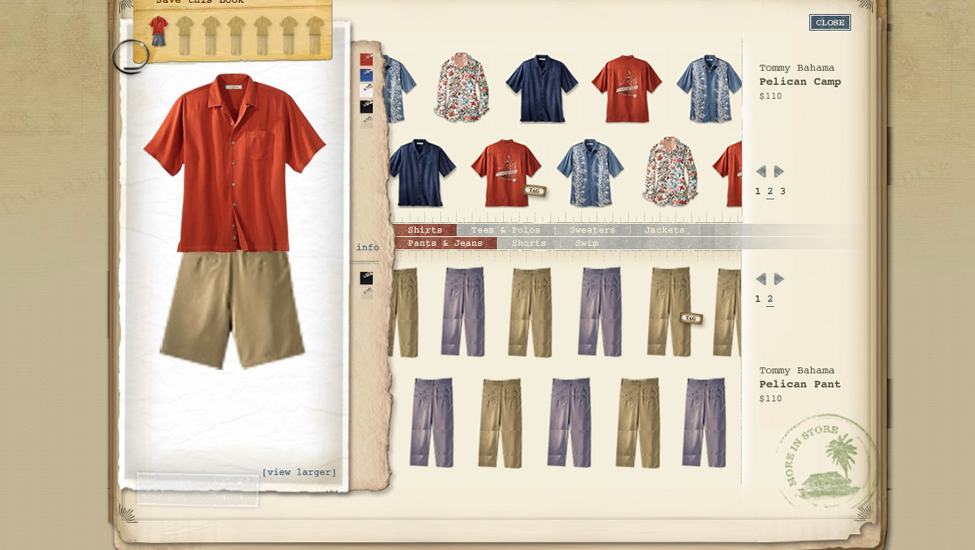 Save this Look
CLOSE
Tommy Bahama
Pelican Camp
$110
1 2 3
TAG
Shirts
Tees & Polos
Sweaters
Jackets
info
Pants & Jeans
Shorts
Swim
1 2
TAG
Tommy Bahama
Pelican Pant
$110
MORE IN STORE
[view larger]